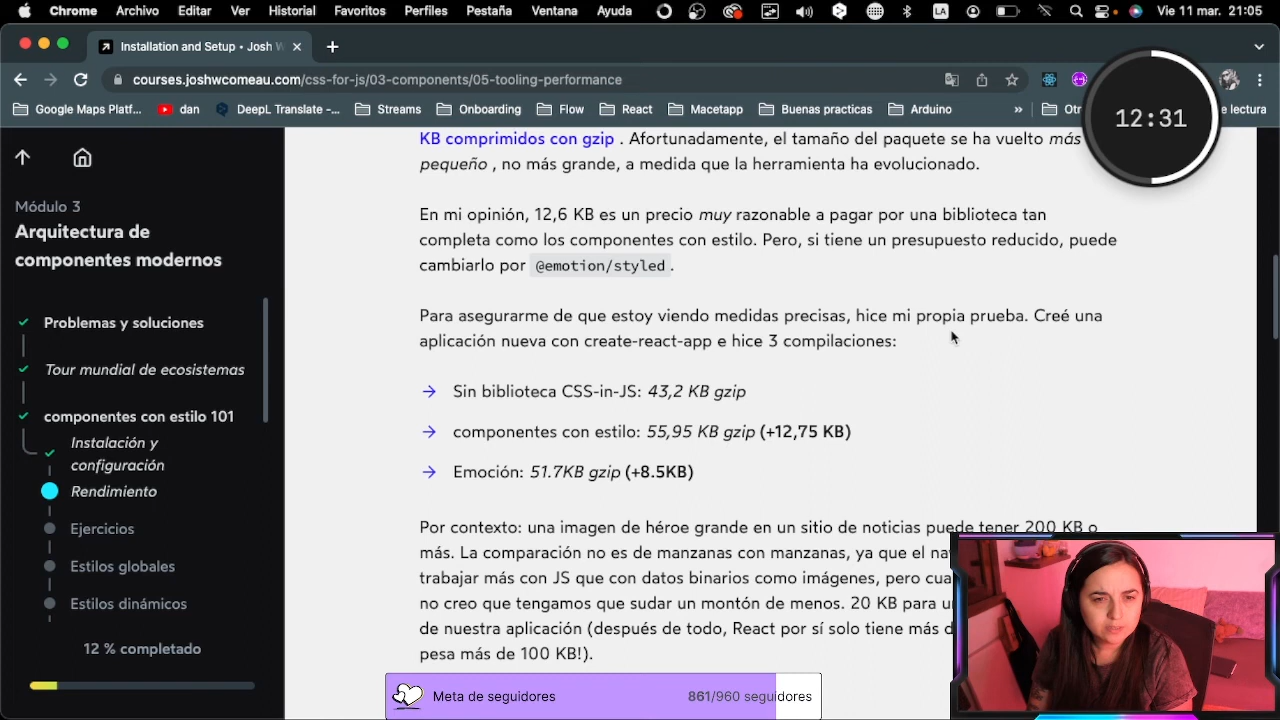 Chrome Archivo Editar Ver Historial Favoritos Perfiles Pestaña Ventana Ayuda LA Vie 11 mar. 21:05
Installation and Setup • Josh W
courses.joshwcomeau.com/css-for-js/03-components/05-tooling-performance
Google Maps Platf... dan DeepL Translate -... Streams Onboarding Flow React Macetapp Buenas practicas Arduino » Otr e lectura
12:31
Módulo 3
Arquitectura de
componentes modernos
Problemas y soluciones
Tour mundial de ecosistemas
componentes con estilo 101
Instalación y
configuración
Rendimiento
Ejercicios
Estilos globales
Estilos dinámicos
12 % completado
KB comprimidos con gzip . Afortunadamente, el tamaño del paquete se ha vuelto más
pequeño , no más grande, a medida que la herramienta ha evolucionado.
En mi opinión, 12,6 KB es un precio muy razonable a pagar por una biblioteca tan
completa como los componentes con estilo. Pero, si tiene un presupuesto reducido, puede
cambiarlo por @emotion/styled .
Para asegurarme de que estoy viendo medidas precisas, hice mi propia prueba. Creé una
aplicación nueva con create-react-app e hice 3 compilaciones:
→ Sin biblioteca CSS-in-JS: 43,2 KB gzip
→ componentes con estilo: 55,95 KB gzip (+12,75 KB)
→ Emoción: 51.7KB gzip (+8.5KB)
Por contexto: una imagen de héroe grande en un sitio de noticias puede tener 200 KB o
más. La comparación no es de manzanas con manzanas, ya que el na
trabajar más con JS que con datos binarios como imágenes, pero cua
no creo que tengamos que sudar un montón de menos. 20 KB para u
de nuestra aplicación (después de todo, React por sí solo tiene más d
pesa más de 100 KB!).
Meta de seguidores 861/960 seguidores